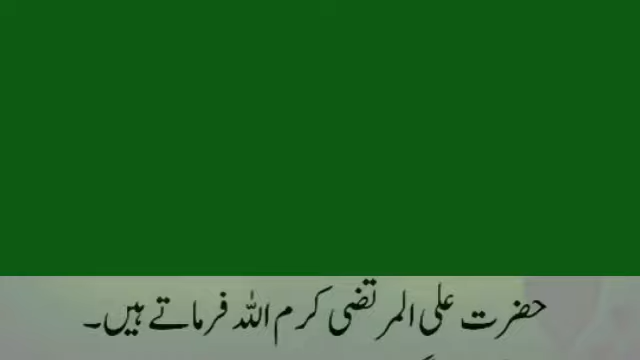 حضرت علی المرتضی کرم اللہ فرماتے ہیں۔